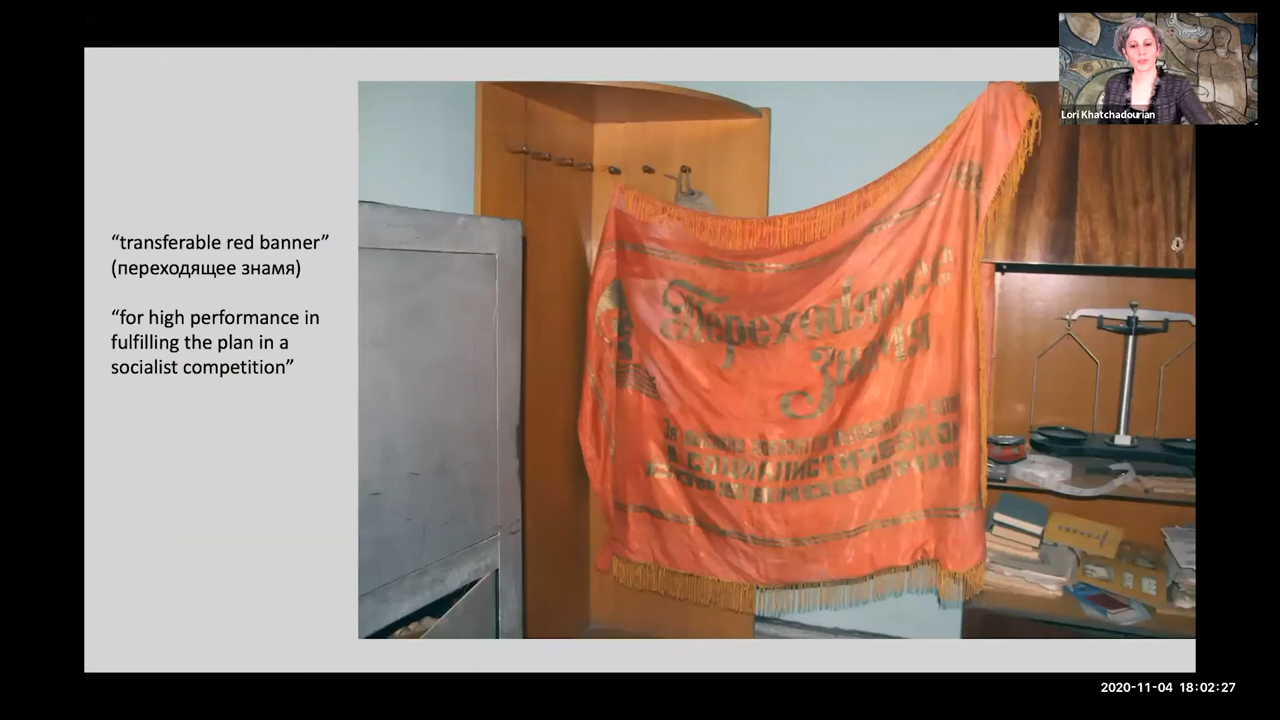 Lori Khatchadourian
“transferable red banner”
(переходящее знамя)
“for high performance in
fulfilling the plan in a
socialist competition”
Переходящее
Знамя
2020-11-04 18:02:27